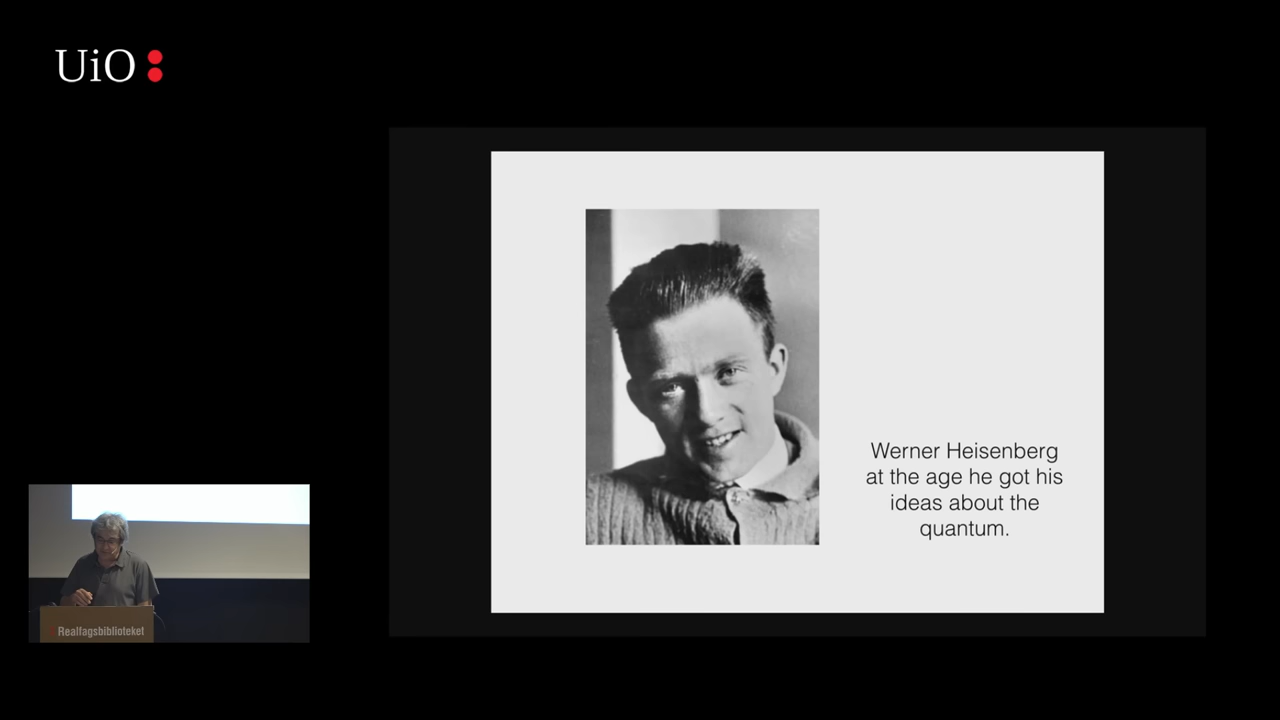 UiO
Werner Heisenberg
at the age he got his
ideas about the
quantum.
Realfagsbiblioteket